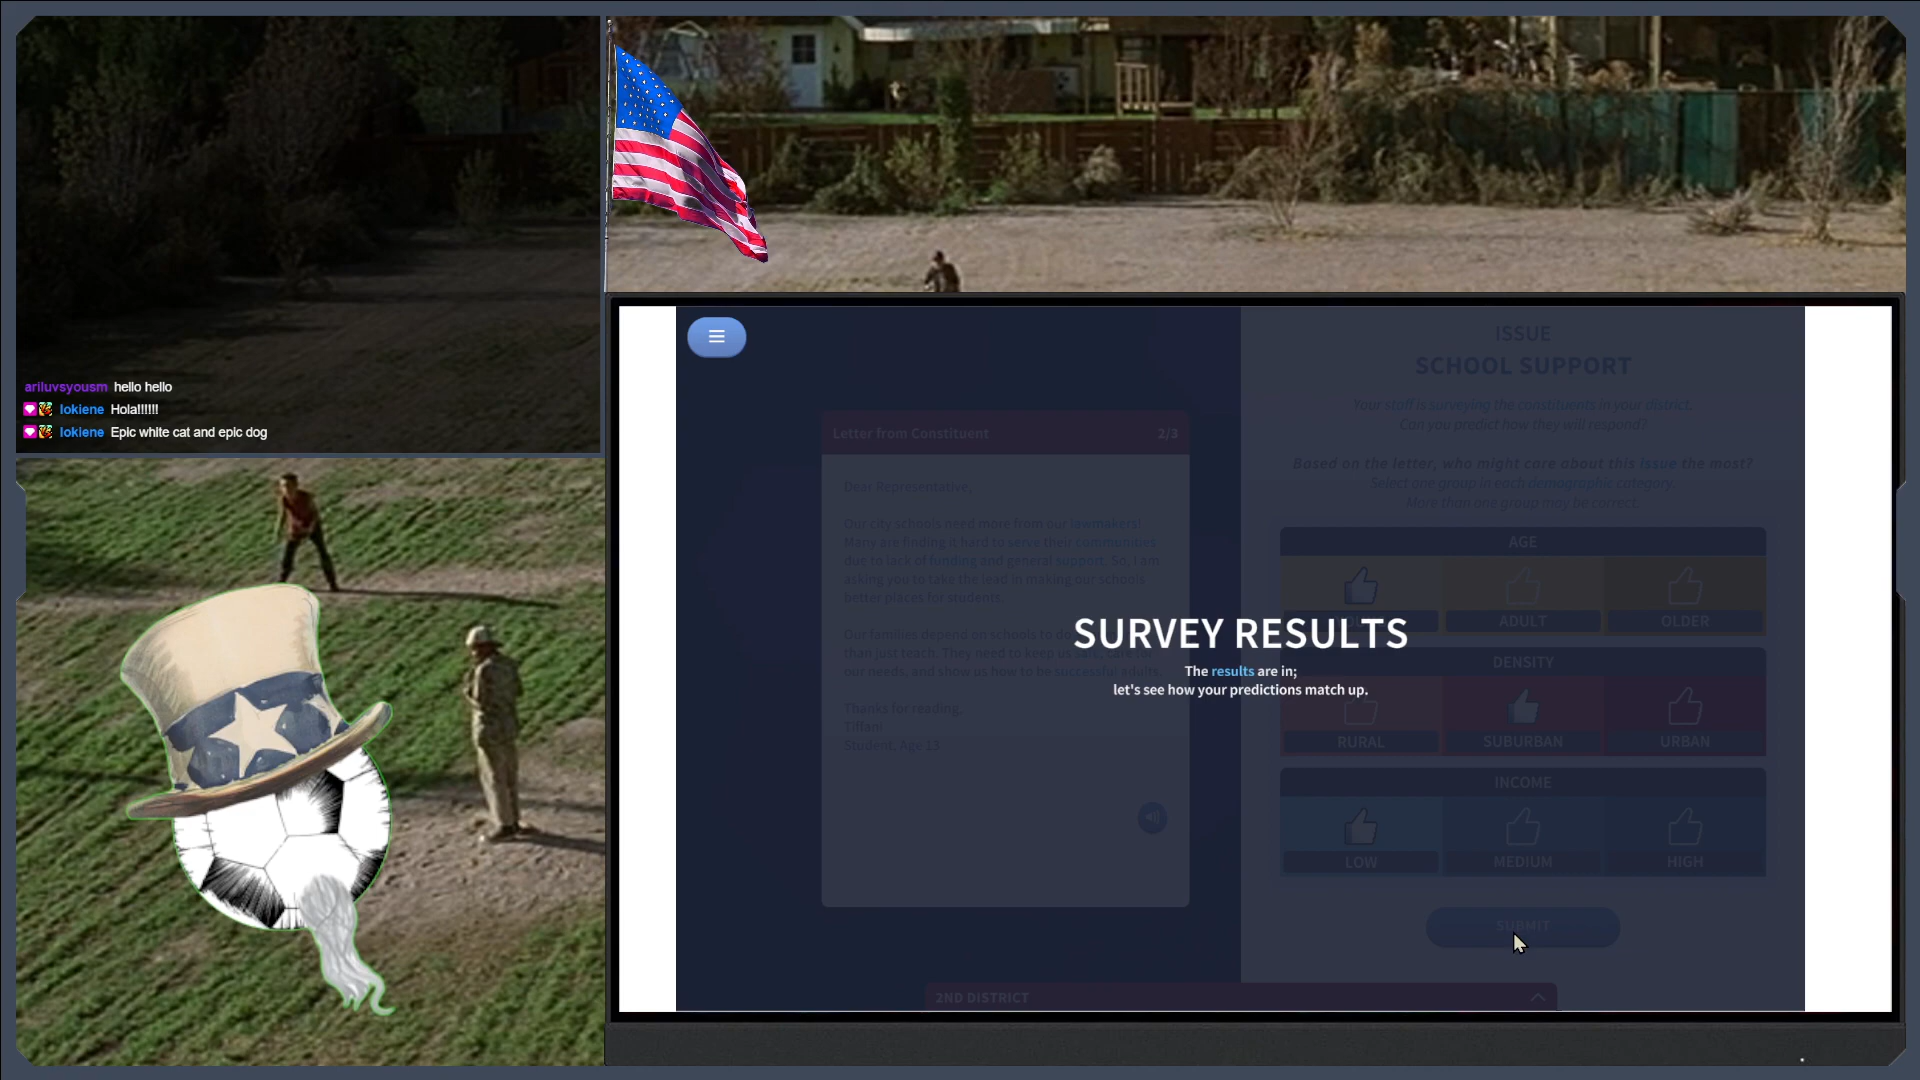 ariluvsyousm hello hello
lokiene Hola!!!!!!
lokiene Epic white cat and epic dog
ISSUE
SCHOOL SUPPORT
Your staff is surveying the constituents in your district.
Can you predict how they will respond?
Based on the letter, who might care about this issue the most?
Select one group in each demographic category.
More than one group may be correct.
Letter from Constituent 2/3
Dear Representative,
Our city schools need more from our lawmakers!
Many are finding it hard to serve their communities
due to lack of funding and general support. So, I am
asking you to take the lead in making our schools
better places for students.
Our families depend on schools to do
than just teach. They need to keep us
our needs, and show us how to be successful adults.
Thanks for reading,
Tiffani
Student, Age 13
SURVEY RESULTS
The results are in;
let's see how your predictions match up.
AGE
ADULT OLDER
DENSITY
RURAL SUBURBAN URBAN
INCOME
LOW MEDIUM HIGH
SUBMIT
2ND DISTRICT